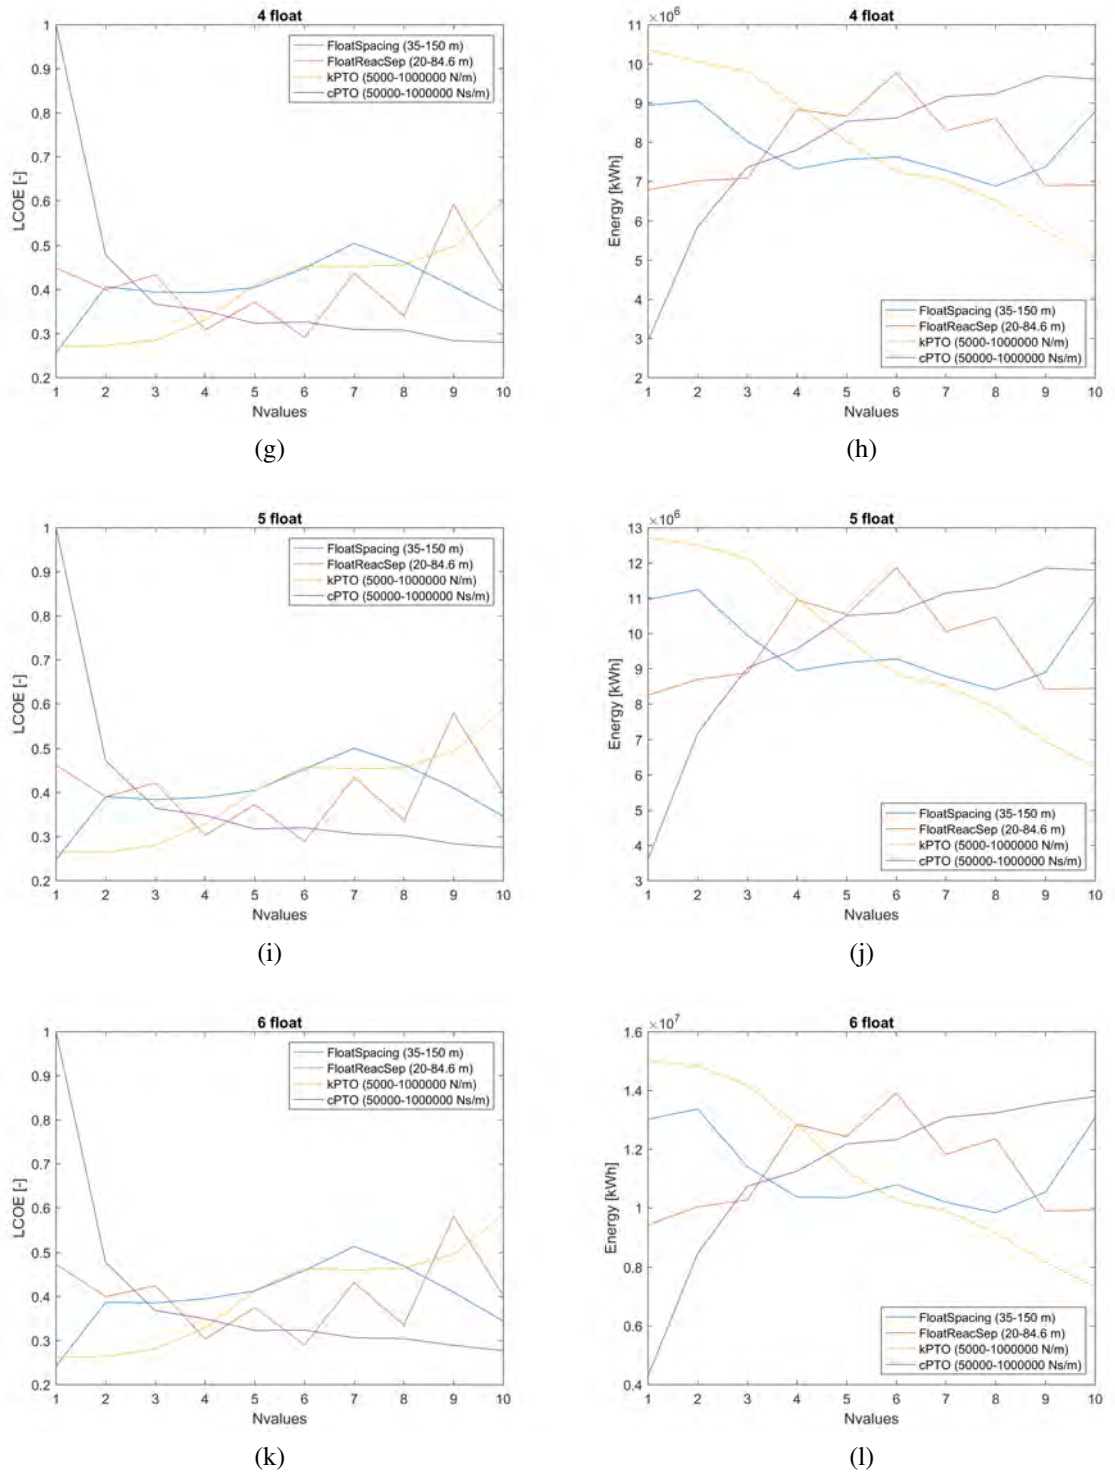 4 float
1
0.9
0.8
0.7
0.6
0.5
0.4
0.3
0.2
LCOE [-]
FloatSpacing (35-150 m)
FloatReacSep (20-84.6 m)
kPTO (5000-1000000 N/m)
cPTO (50000-1000000 Ns/m)
1 2 3 4 5 6 7 8 9 10
Nvalues
(g)
4 float
×10⁶
11
10
9
8
7
6
5
4
3
2
Energy [kWh]
FloatSpacing (35-150 m)
FloatReacSep (20-84.6 m)
kPTO (5000-1000000 N/m)
cPTO (50000-1000000 Ns/m)
1 2 3 4 5 6 7 8 9 10
Nvalues
(h)
5 float
1
0.9
0.8
0.7
0.6
0.5
0.4
0.3
0.2
LCOE [-]
FloatSpacing (35-150 m)
FloatReacSep (20-84.6 m)
kPTO (5000-1000000 N/m)
cPTO (50000-1000000 Ns/m)
1 2 3 4 5 6 7 8 9 10
Nvalues
(i)
5 float
×10⁶
13
12
11
10
9
8
7
6
5
4
3
Energy [kWh]
FloatSpacing (35-150 m)
FloatReacSep (20-84.6 m)
kPTO (5000-1000000 N/m)
cPTO (50000-1000000 Ns/m)
1 2 3 4 5 6 7 8 9 10
Nvalues
(j)
6 float
1
0.9
0.8
0.7
0.6
0.5
0.4
0.3
0.2
LCOE [-]
FloatSpacing (35-150 m)
FloatReacSep (20-84.6 m)
kPTO (5000-1000000 N/m)
cPTO (50000-1000000 Ns/m)
1 2 3 4 5 6 7 8 9 10
Nvalues
(k)
6 float
×10⁷
1.6
1.4
1.2
1
0.8
0.6
0.4
Energy [kWh]
FloatSpacing (35-150 m)
FloatReacSep (20-84.6 m)
kPTO (5000-1000000 N/m)
cPTO (50000-1000000 Ns/m)
1 2 3 4 5 6 7 8 9 10
Nvalues
(l)